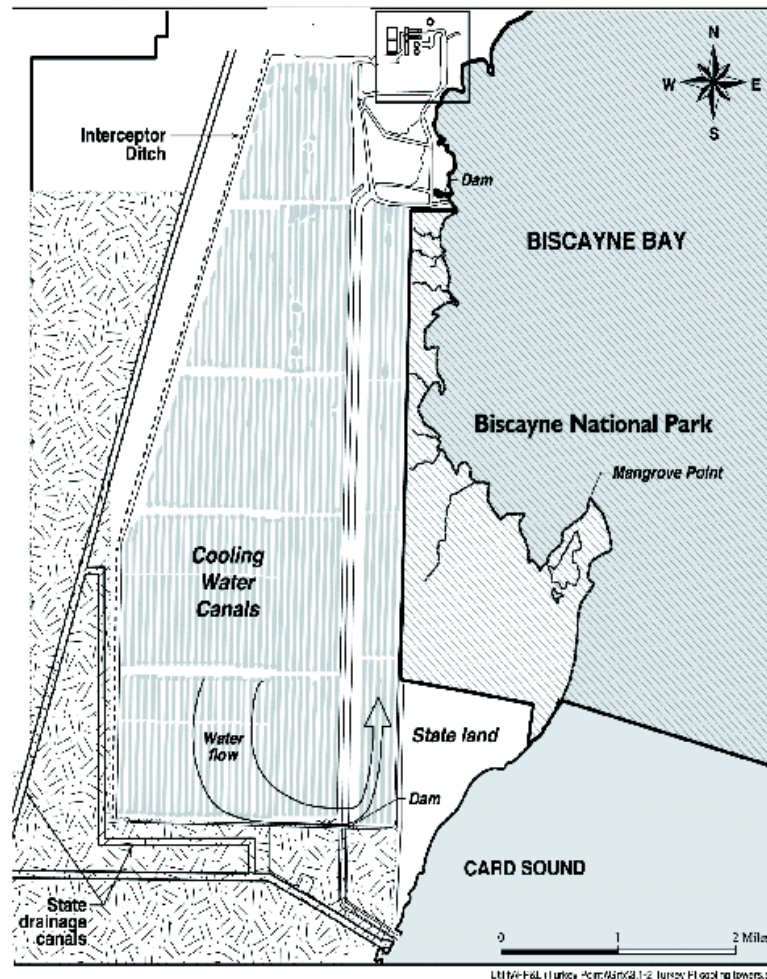 N
W E
S
Interceptor
Ditch
Dam
BISCAYNE BAY
Biscayne National Park
Mangrove Point
Cooling
Water
Canals
Water
flow
State land
Dam
CARD SOUND
State
drainage
canals
0 1 2 Miles